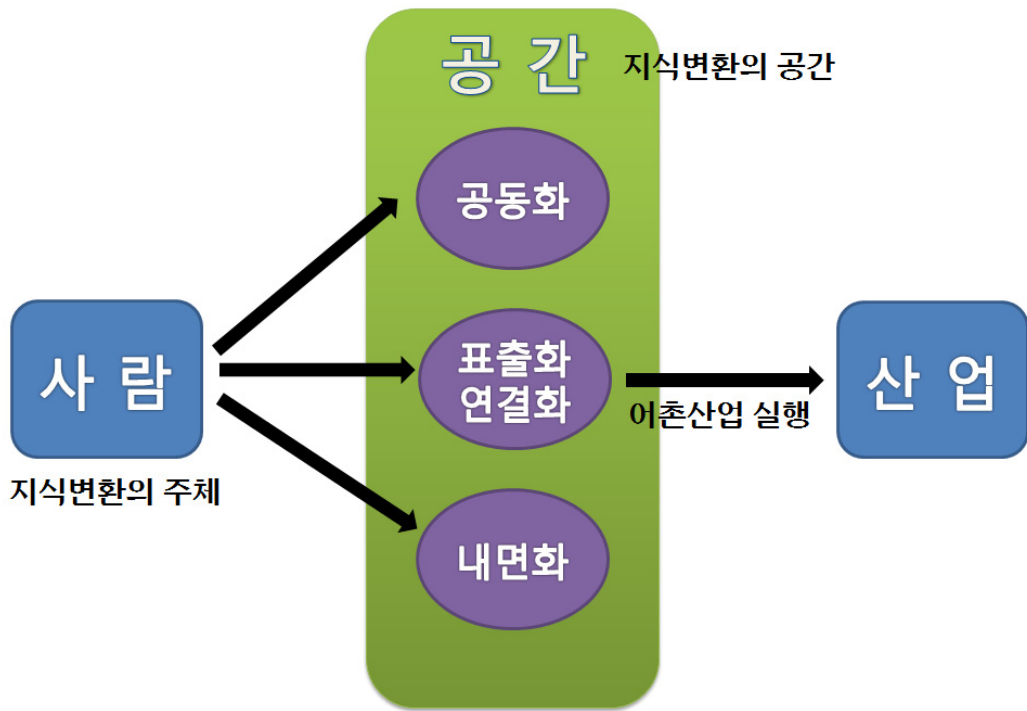 공 간
지식변환의 공간
공동화
사 람
지식변환의 주체
표출화
연결화
어촌산업 실행
산 업
내면화